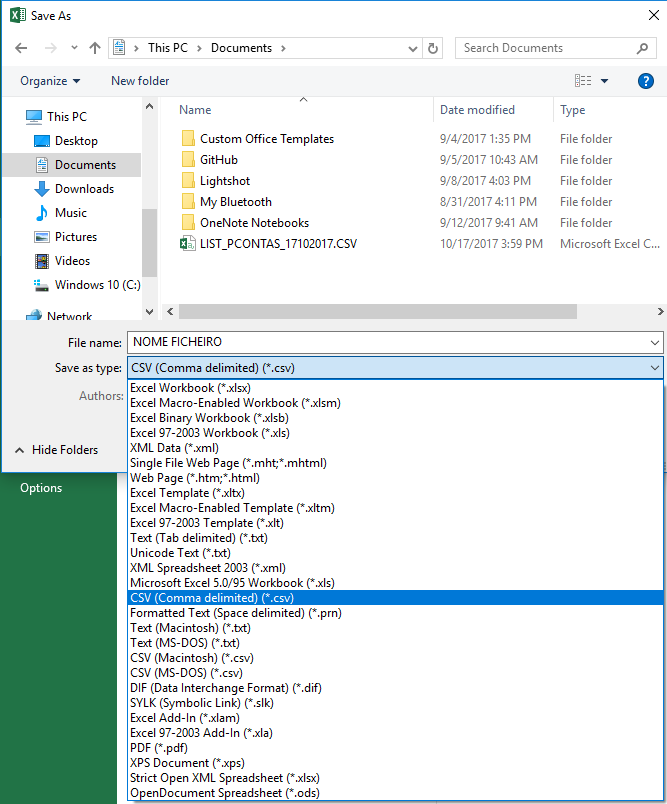 Save As
This PC > Documents >
Search Documents
Organize
New folder
?
This PC
Desktop
Documents
Downloads
Music
Pictures
Videos
Windows 10 (C:)
Network
Name Date modified Type
Custom Office Templates 9/4/2017 1:35 PM File folder
GitHub 9/5/2017 10:43 AM File folder
Lightshot 9/8/2017 4:03 PM File folder
My Bluetooth 8/31/2017 4:11 PM File folder
OneNote Notebooks 9/12/2017 9:41 AM File folder
LIST_PCONTAS_17102017.CSV 10/17/2017 3:59 PM Microsoft Excel C...
File name: NOME FICHEIRO
Save as type: CSV (Comma delimited) (*.csv)
Authors:
Hide Folders
Options
Excel Workbook (*.xlsx)
Excel Macro-Enabled Workbook (*.xlsm)
Excel Binary Workbook (*.xlsb)
Excel 97-2003 Workbook (*.xls)
XML Data (*.xml)
Single File Web Page (*.mht;*.mhtml)
Web Page (*.htm;*.html)
Excel Template (*.xltx)
Excel Macro-Enabled Template (*.xltm)
Excel 97-2003 Template (*.xlt)
Text (Tab delimited) (*.txt)
Unicode Text (*.txt)
XML Spreadsheet 2003 (*.xml)
Microsoft Excel 5.0/95 Workbook (*.xls)
CSV (Comma delimited) (*.csv)
Formatted Text (Space delimited) (*.prn)
Text (Macintosh) (*.txt)
Text (MS-DOS) (*.txt)
CSV (Macintosh) (*.csv)
CSV (MS-DOS) (*.csv)
DIF (Data Interchange Format) (*.dif)
SYLK (Symbolic Link) (*.slk)
Excel Add-In (*.xlam)
Excel 97-2003 Add-In (*.xla)
PDF (*.pdf)
XPS Document (*.xps)
Strict Open XML Spreadsheet (*.xlsx)
OpenDocument Spreadsheet (*.ods)